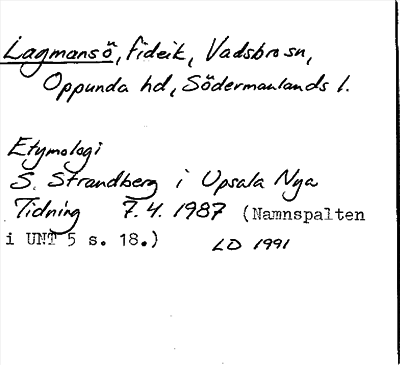 Lagmansö, fideik, Vadsbro sn,
Oppunda hd, Södermanlands l.
Etymologi
S. Strandberg i Upsala Nya
Tidning 7.4.1987 (Namnspalten
i UNT 5 s. 18.) LD 1991